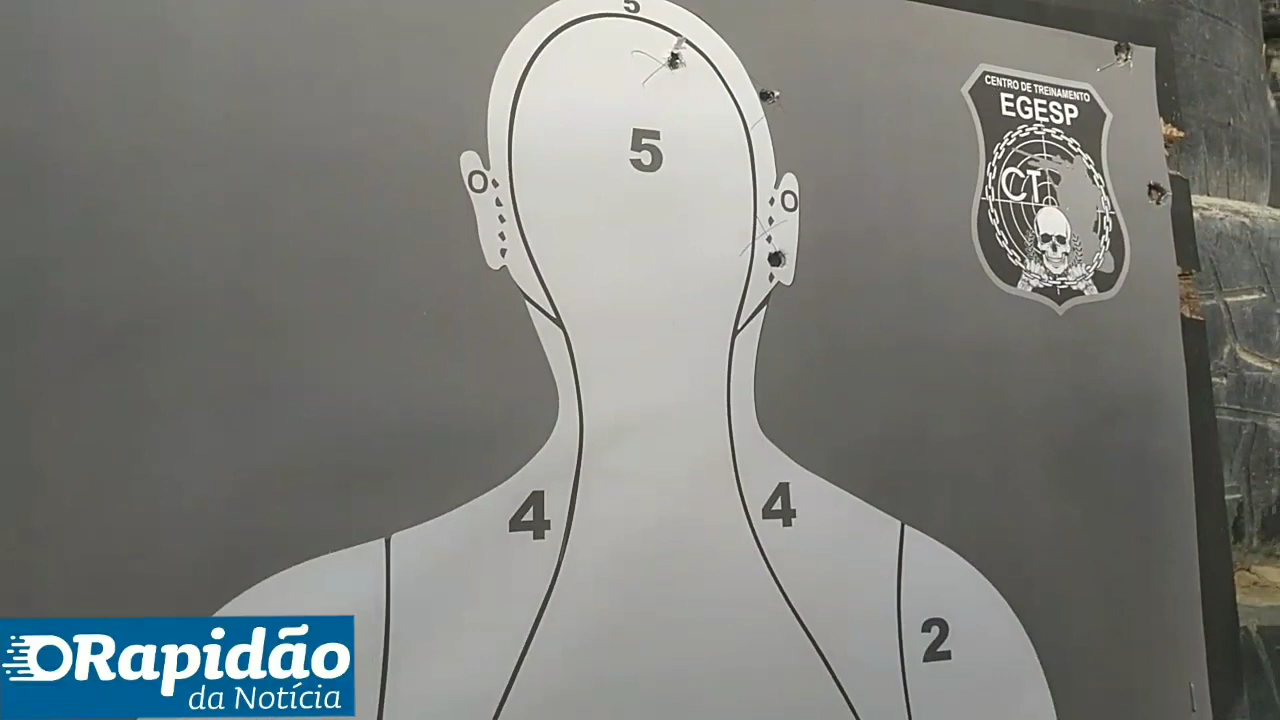 5
CENTRO DE TREINAMENTO
EGESP
CT
5
O
O
4
4
2
ORapidão
da Notícia